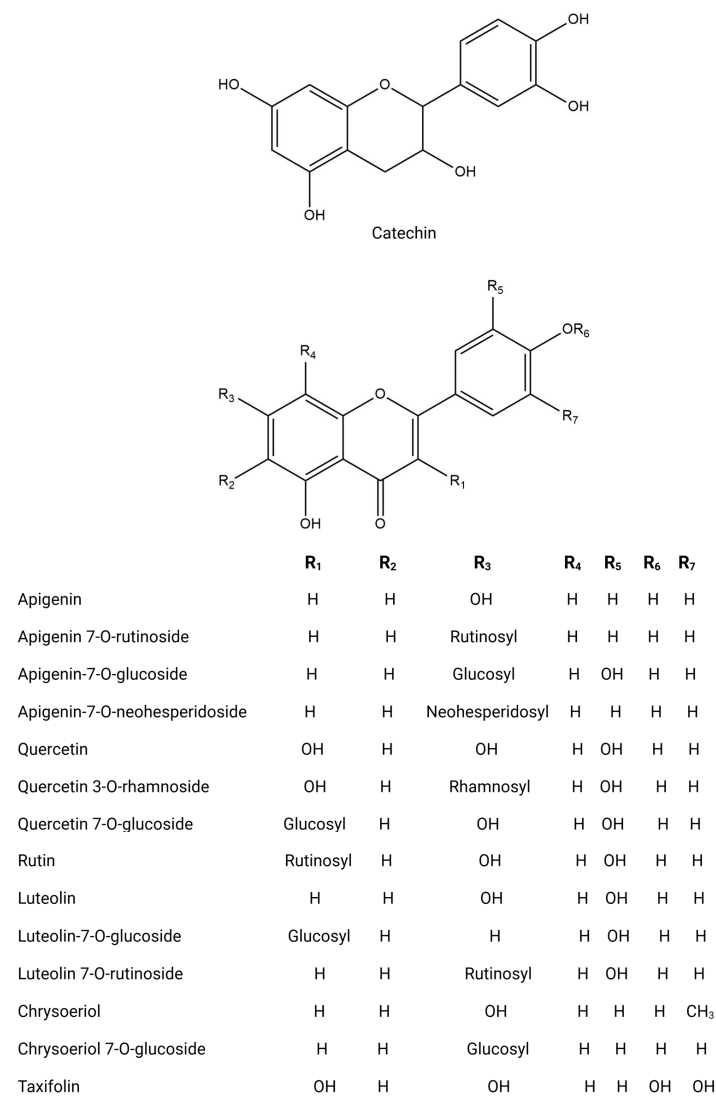 OH
HO
O
OH
OH
OH
Catechin
R5
OR6
R4
R3
O
R7
R2
R1
OH
O
R1 R2 R3 R4 R5 R6 R7
Apigenin H H OH H H H H
Apigenin 7-O-rutinoside H H Rutinosyl H H H H
Apigenin-7-O-glucoside H H Glucosyl H OH H H
Apigenin-7-O-neohesperidoside H H Neohesperidosyl H H H H
Quercetin OH H OH H OH H H
Quercetin 3-O-rhamnoside OH H Rhamnosyl H OH H H
Quercetin 7-O-glucoside Glucosyl H OH H OH H H
Rutin Rutinosyl H OH H OH H H
Luteolin H H OH H OH H H
Luteolin-7-O-glucoside Glucosyl H H H OH H H
Luteolin 7-O-rutinoside H H Rutinosyl H OH H H
Chrysoeriol H H OH H H H CH3
Chrysoeriol 7-O-glucoside H H Glucosyl H H H H
Taxifolin OH H OH H H OH OH